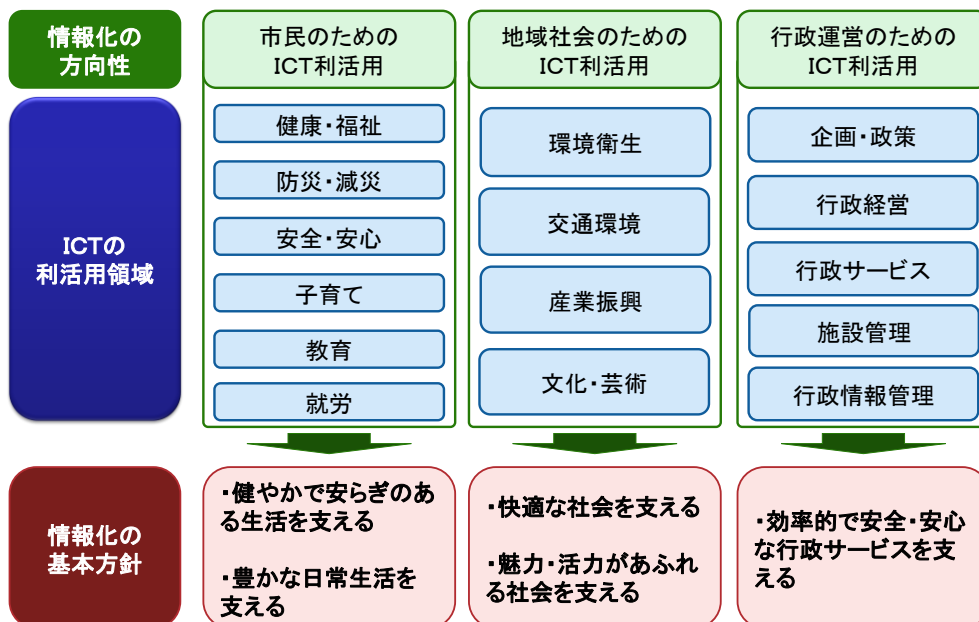 情報化の
方向性
市民のための
ICT利活用
地域社会のための
ICT利活用
行政運営のための
ICT利活用
ICTの
利活用領域
健康・福祉
防災・減災
安全・安心
子育て
教育
就労
環境衛生
交通環境
産業振興
文化・芸術
企画・政策
行政経営
行政サービス
施設管理
行政情報管理
情報化の
基本方針
・健やかで安らぎのあ
る生活を支える
・豊かな日常生活を
支える
・快適な社会を支える
・魅力・活力があふれ
る社会を支える
・効率的で安全・安心
な行政サービスを支
える